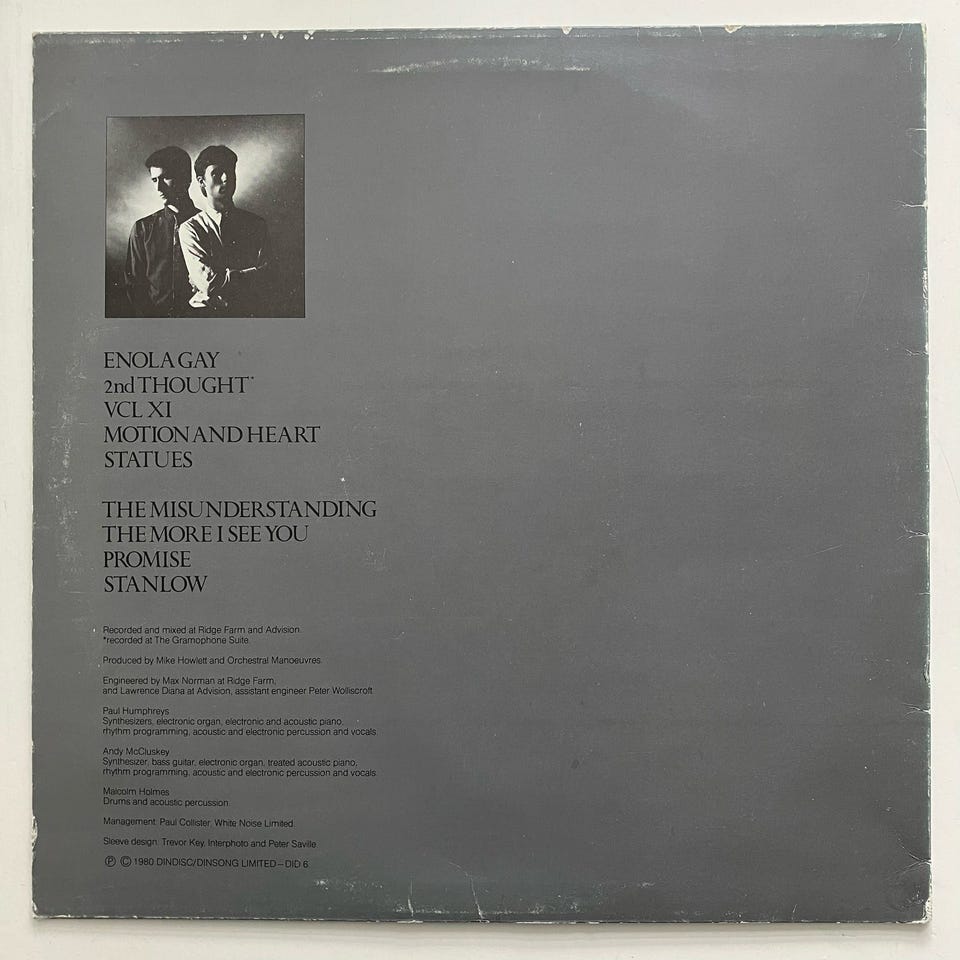 ENOLA GAY
2nd THOUGHT*
VCL XI
MOTION AND HEART
STATUES
THE MISUNDERSTANDING
THE MORE I SEE YOU
PROMISE
STANLOW
Recorded and mixed at Ridge Farm and Advision.
*recorded at The Gramophone Suite.
Produced by Mike Howlett and Orchestral Manoeuvres.
Engineered by Max Norman at Ridge Farm,
and Lawrence Diana at Advision, assistant engineer Peter Wolliscroft.
Paul Humphreys
Synthesizers, electronic organ, electronic and acoustic piano,
rhythm programming, acoustic and electronic percussion and vocals.
Andy McCluskey
Synthesizer, bass guitar, electronic organ, treated acoustic piano,
rhythm programming, acoustic and electronic percussion and vocals.
Malcolm Holmes
Drums and acoustic percussion.
Management: Paul Collister, White Noise Limited.
Sleeve design: Trevor Key, Interphoto and Peter Saville.
Ⓟ © 1980 DINDISC/DINSONG LIMITED – DID 6